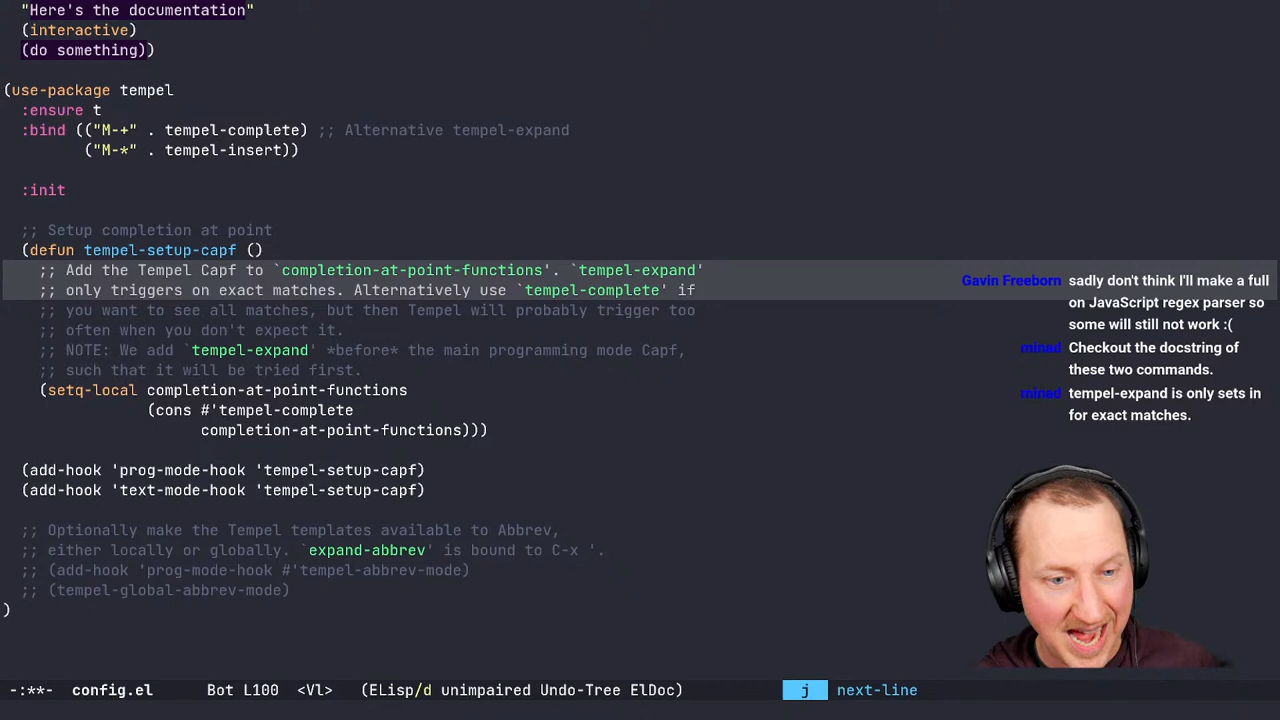 "Here's the documentation"
(interactive)
(do something))
(use-package tempel
:ensure t
:bind (("M-+" . tempel-complete) ;; Alternative tempel-expand
("M-*" . tempel-insert))
:init
;; Setup completion at point
(defun tempel-setup-capf ()
;; Add the Tempel Capf to `completion-at-point-functions'. `tempel-expand'
;; only triggers on exact matches. Alternatively use `tempel-complete' if
;; you want to see all matches, but then Tempel will probably trigger too
;; often when you don't expect it.
;; NOTE: We add `tempel-expand' *before* the main programming mode Capf,
;; such that it will be tried first.
(setq-local completion-at-point-functions
(cons #'tempel-complete
completion-at-point-functions)))
(add-hook 'prog-mode-hook 'tempel-setup-capf)
(add-hook 'text-mode-hook 'tempel-setup-capf)
;; Optionally make the Tempel templates available to Abbrev,
;; either locally or globally. `expand-abbrev' is bound to C-x '.
;; (add-hook 'prog-mode-hook #'tempel-abbrev-mode)
;; (tempel-global-abbrev-mode)
)
Gavin Freeborn sadly don't think I'll make a full
on JavaScript regex parser so
some will still not work :(
mined Checkout the docstring of
these two commands.
mined tempel-expand is only sets in
for exact matches.
-:**- config.el Bot L100 <Vl> (ELisp/d unimpaired Undo-Tree ElDoc) j next-line